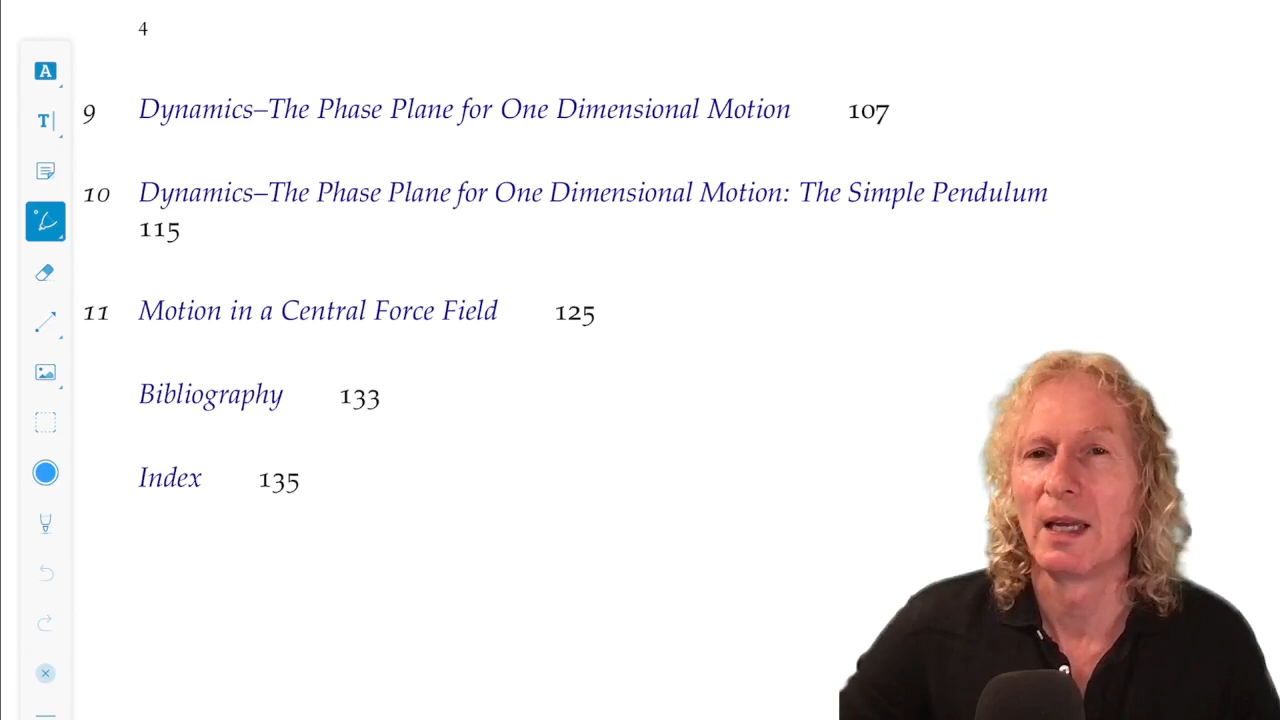 4
9 Dynamics–The Phase Plane for One Dimensional Motion 107
10 Dynamics–The Phase Plane for One Dimensional Motion: The Simple Pendulum
115
11 Motion in a Central Force Field 125
Bibliography 133
Index 135
A
T